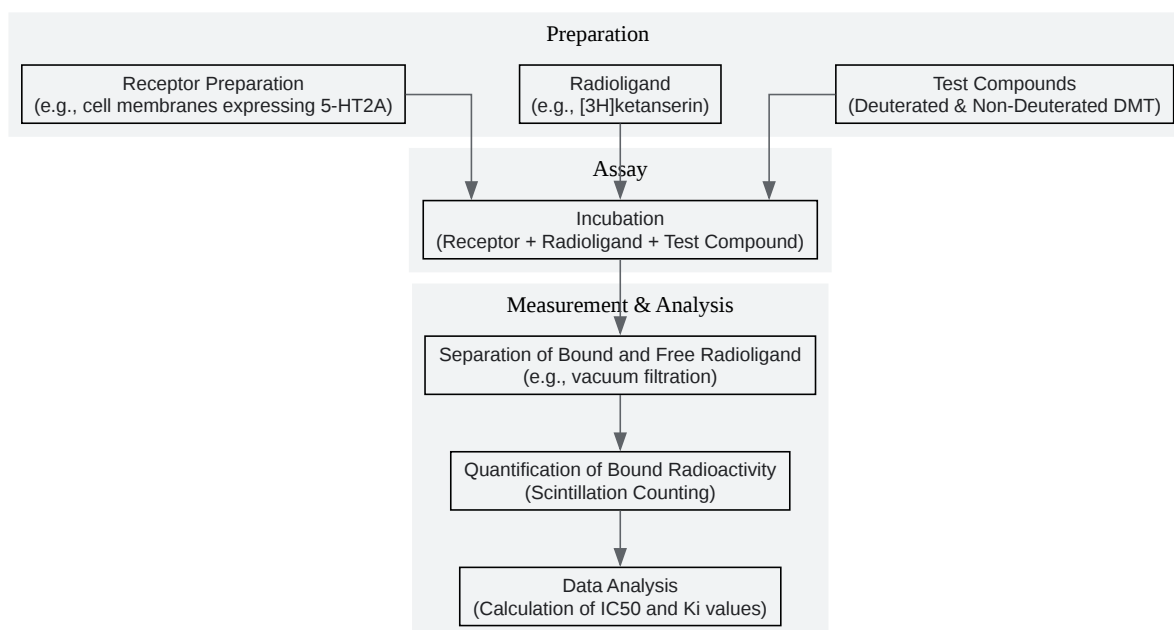 Preparation
Receptor Preparation
(e.g., cell membranes expressing 5-HT2A)
Radioligand
(e.g., [3H]ketanserin)
Test Compounds
(Deuterated & Non-Deuterated DMT)
Assay
Incubation
(Receptor + Radioligand + Test Compound)
Measurement & Analysis
Separation of Bound and Free Radioligand
(e.g., vacuum filtration)
Quantification of Bound Radioactivity
(Scintillation Counting)
Data Analysis
(Calculation of IC50 and Ki values)